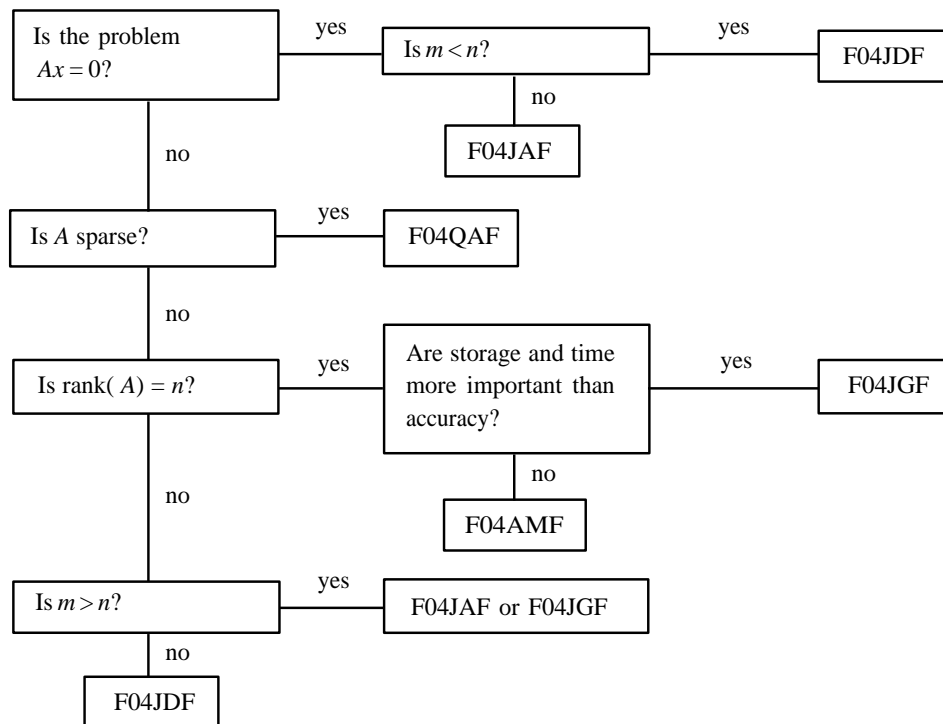 Is the problem
Ax = 0?
yes
Is m < n?
yes
F04JDF
no
F04JAF
no
Is A sparse?
yes
F04QAF
no
Is rank( A) = n?
yes
Are storage and time
more important than
accuracy?
yes
F04JGF
no
F04AMF
no
Is m > n?
yes
F04JAF or F04JGF
no
F04JDF